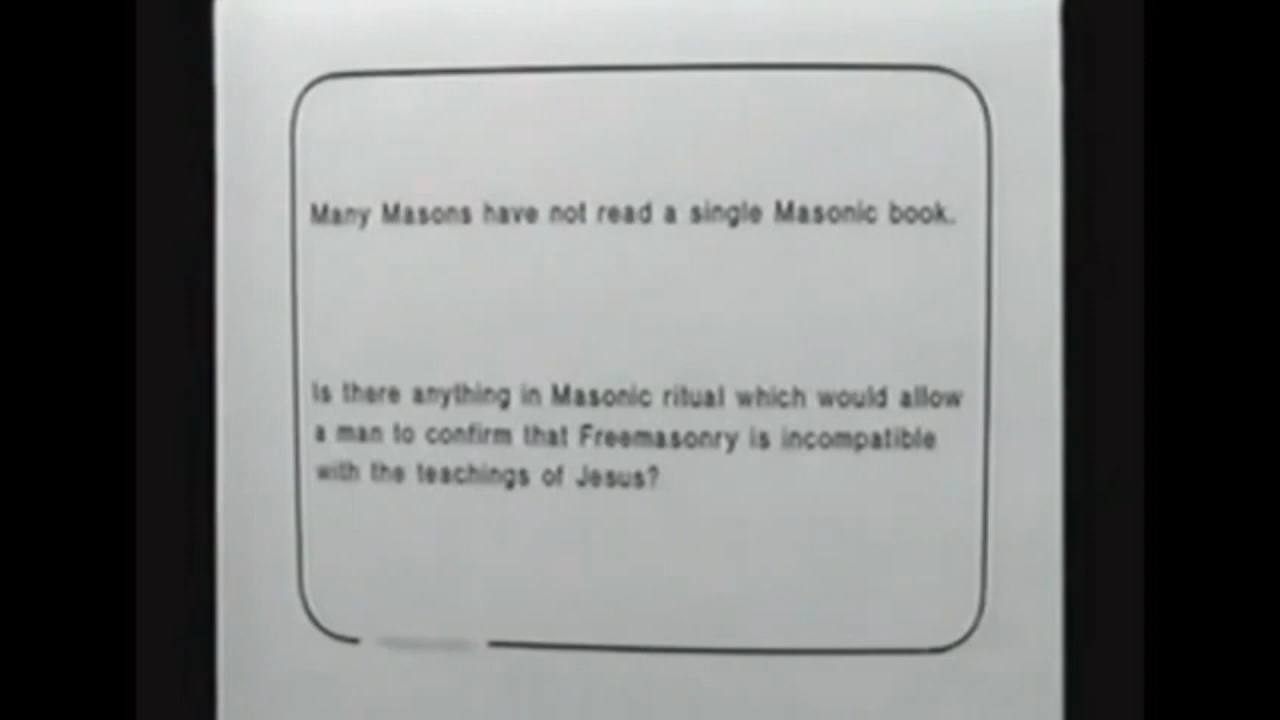 Many Masons have not read a single Masonic book.
Is there anything in Masonic ritual which would allow
a man to confirm that Freemasonry is incompatible
with the teachings of Jesus?